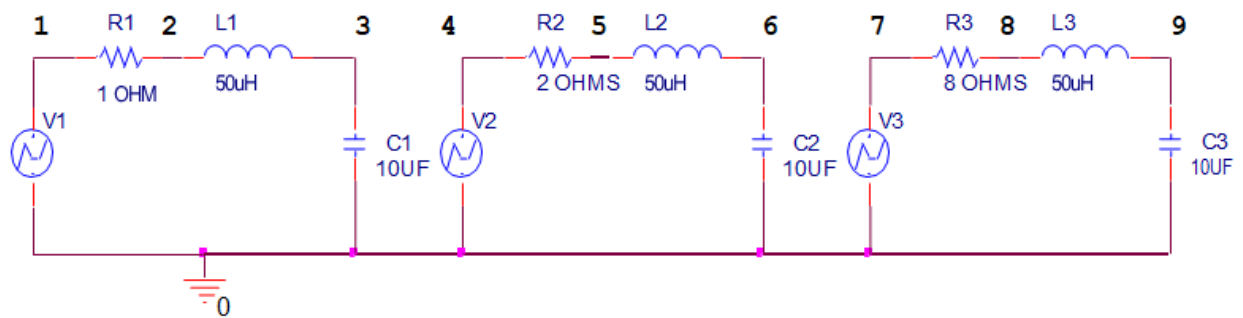 1 R1 2 L1 3 4 R2 5 L2 6 7 R3 8 L3 9
1 OHM 50uH 2 OHMS 50uH 8 OHMS 50uH
V1 V2 V3
C1 C2 C3
10UF 10UF 10UF
0